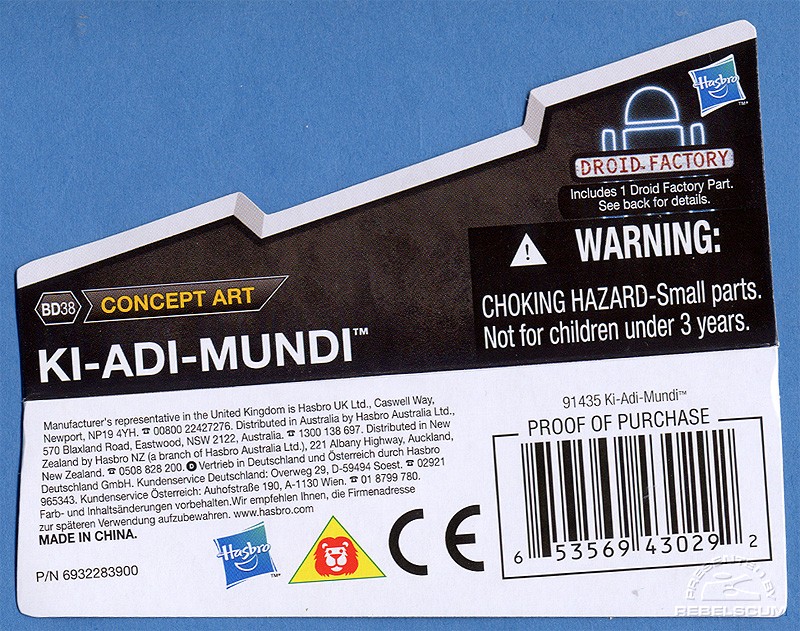 Hasbro
TM
DROID FACTORY
Includes 1 Droid Factory Part.
See back for details.
WARNING:
CHOKING HAZARD-Small parts.
Not for children under 3 years.
BD38 CONCEPT ART
KI-ADI-MUNDI™
Manufacturer's representative in the United Kingdom is Hasbro UK Ltd., Caswell Way,
Newport, NP19 4YH. ☎ 00800 22427276. Distributed in Australia by Hasbro Australia Ltd.,
570 Blaxland Road, Eastwood, NSW 2122, Australia. ☎ 1300 138 697. Distributed in New
Zealand by Hasbro NZ (a branch of Hasbro Australia Ltd.), 221 Albany Highway, Auckland,
New Zealand. ☎ 0508 828 200. D Vertrieb in Deutschland und Österreich durch Hasbro
Deutschland GmbH. Kundenservice Deutschland: Overweg 29, D-59494 Soest. ☎ 02921
965343. Kundenservice Österreich: Auhofstraße 190, A-1130 Wien. ☎ 01 8799 780.
Farb- und Inhaltsänderungen vorbehalten.Wir empfehlen Ihnen, die Firmenadresse
zur späteren Verwendung aufzubewahren. www.hasbro.com
MADE IN CHINA.
P/N 6932283900
Hasbro
TM
CE
91435 Ki-Adi-Mundi™
PROOF OF PURCHASE
6 53569 43029 2
PRESENTED BY
REBELSCUM